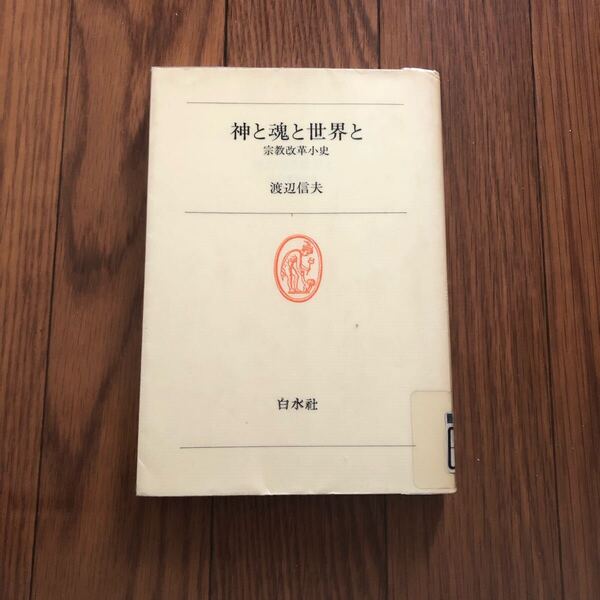 神と魂と世界と
宗教改革小史
渡辺信夫
白水社